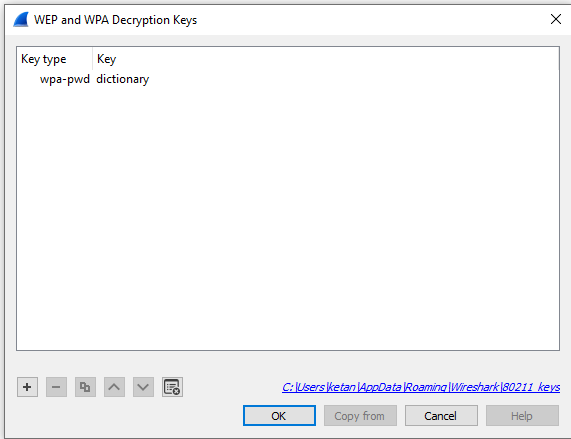 WEP and WPA Decryption Keys
Key type Key
wpa-pwd dictionary
C:\Users\ketan\AppData\Roaming\Wireshark\80211_keys
OK Copy from Cancel Help